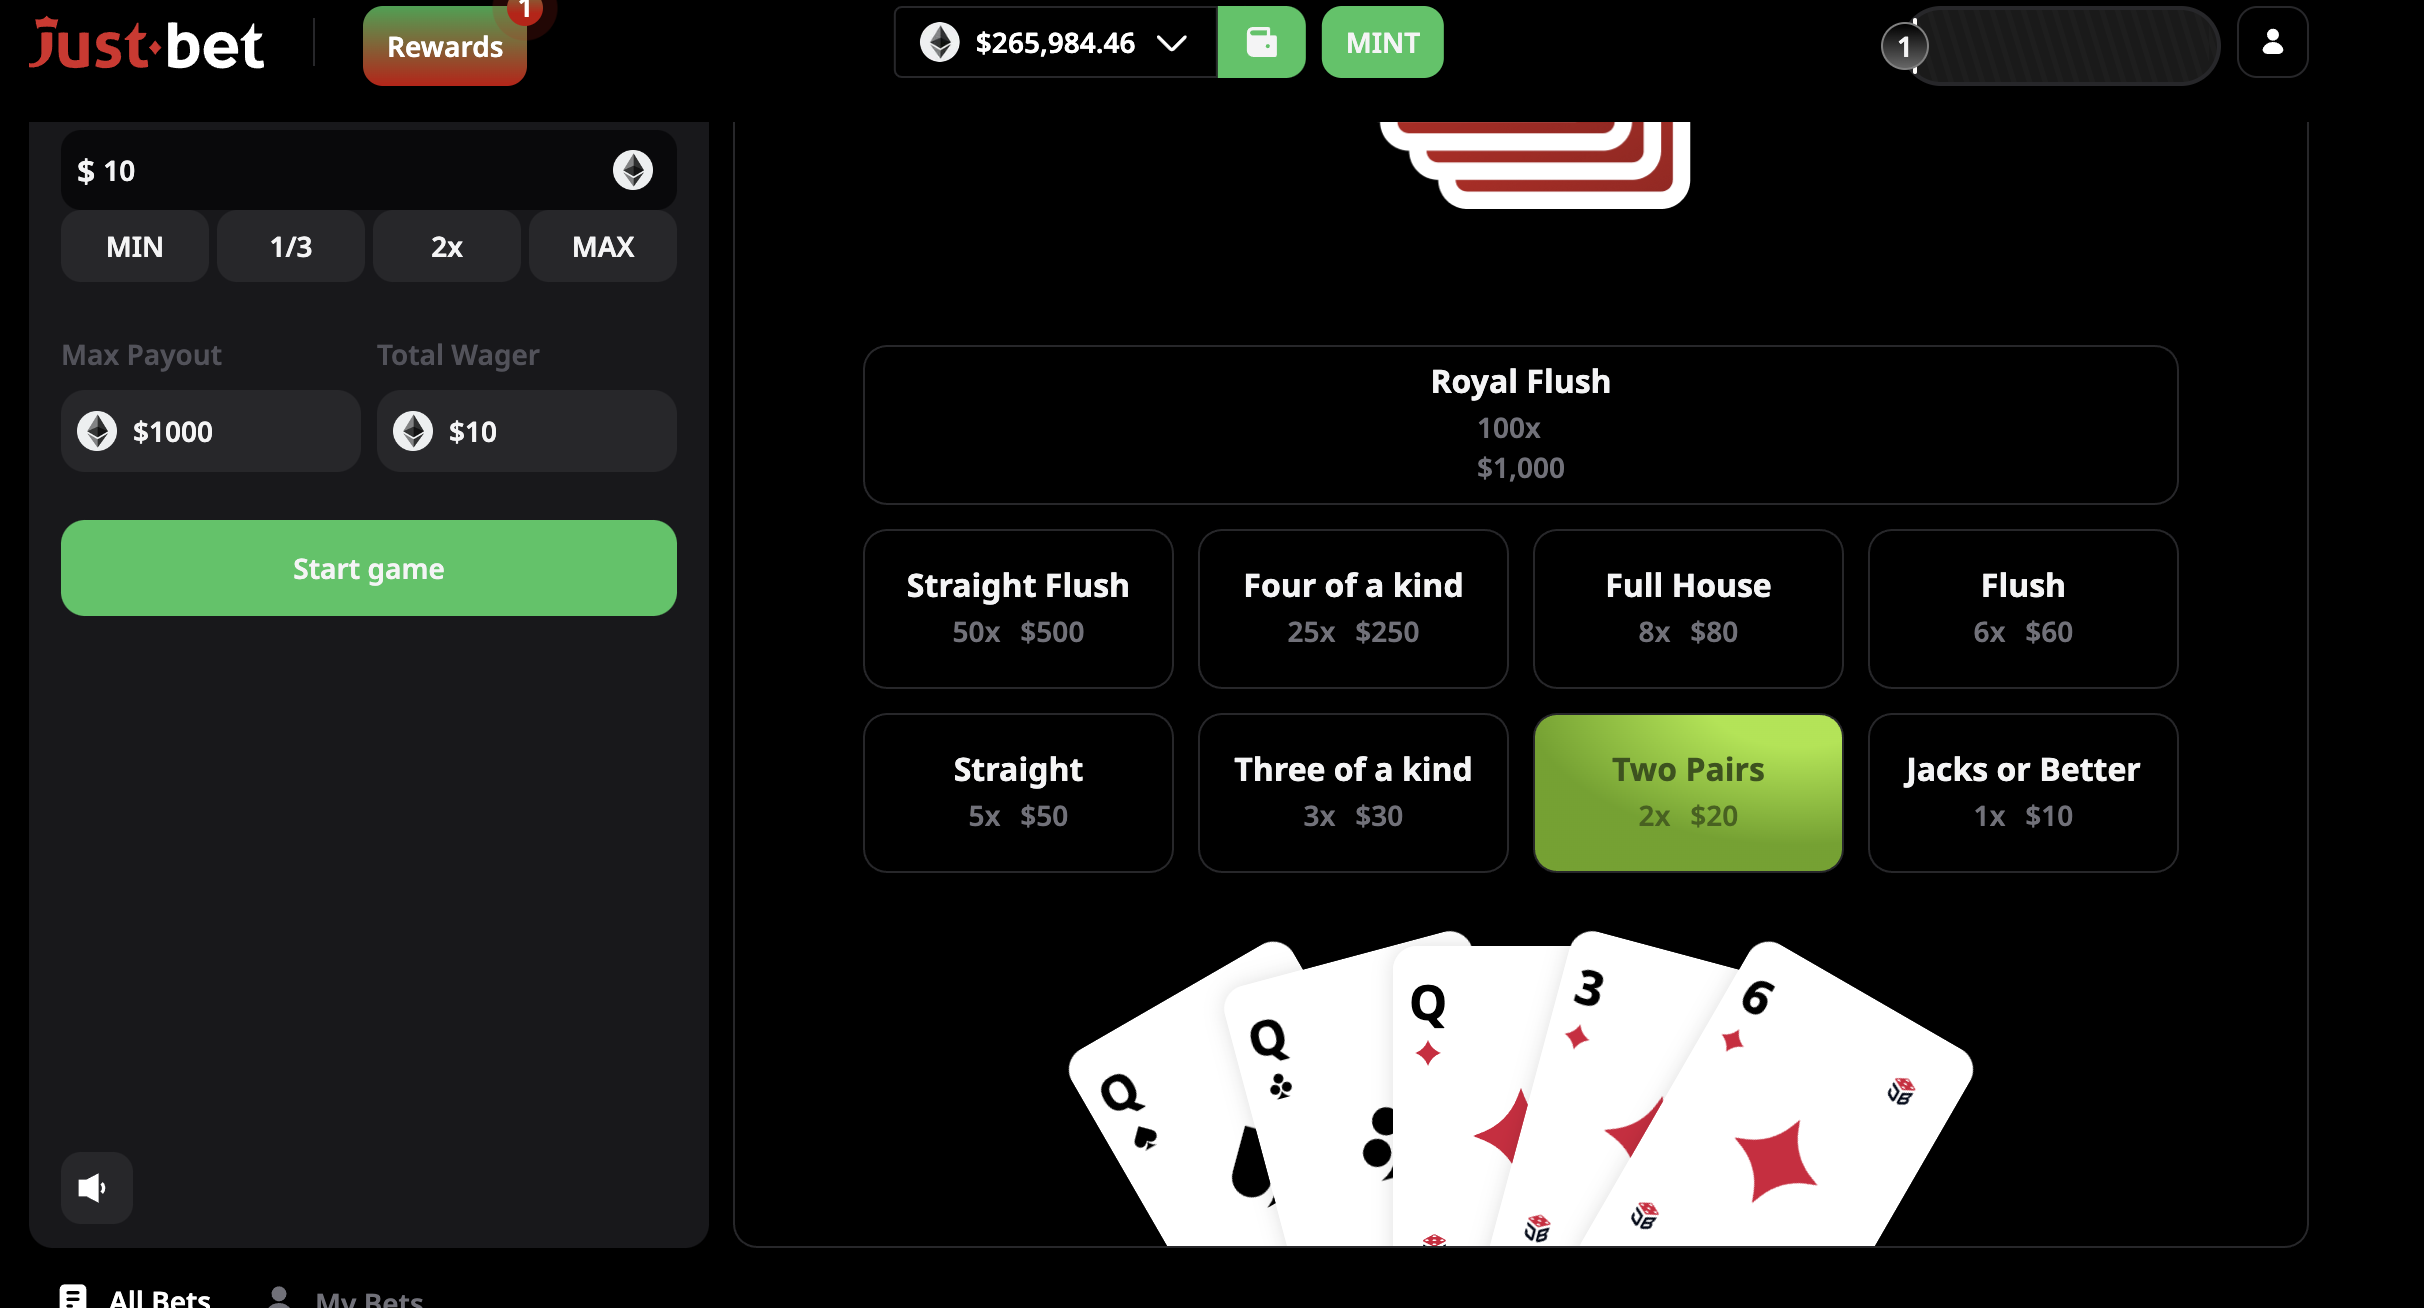 just·bet
Rewards
1
$265,984.46
MINT
1
$ 10
MIN
1/3
2x
MAX
Max Payout
Total Wager
$1000
$10
Start game
Royal Flush
100x
$1,000
Straight Flush
50x $500
Four of a kind
25x $250
Full House
8x $80
Flush
6x $60
Straight
5x $50
Three of a kind
3x $30
Two Pairs
2x $20
Jacks or Better
1x $10
Q
Q
Q
3
6
JB
JB
JB
All Bets
My Bets